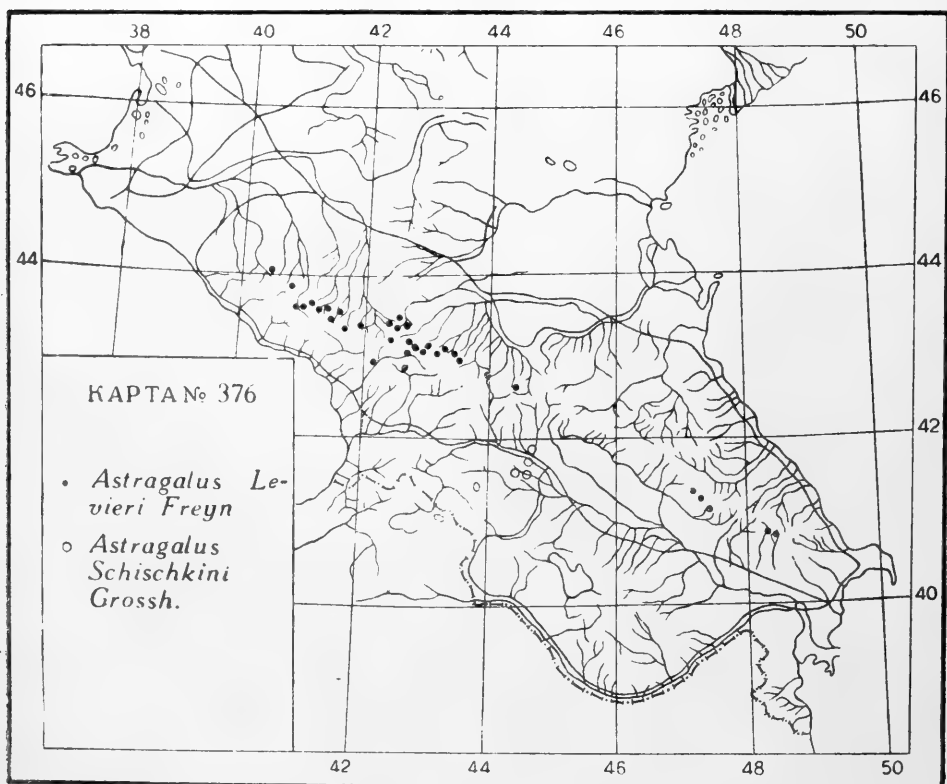 38 40 42 44 46 48 50
46 46
44 44
КАРТА № 376
42
• Astragalus Le-
vieri Freyn
○ Astragalus
Schischkini
Grossh.
40
42 44 46 48 50